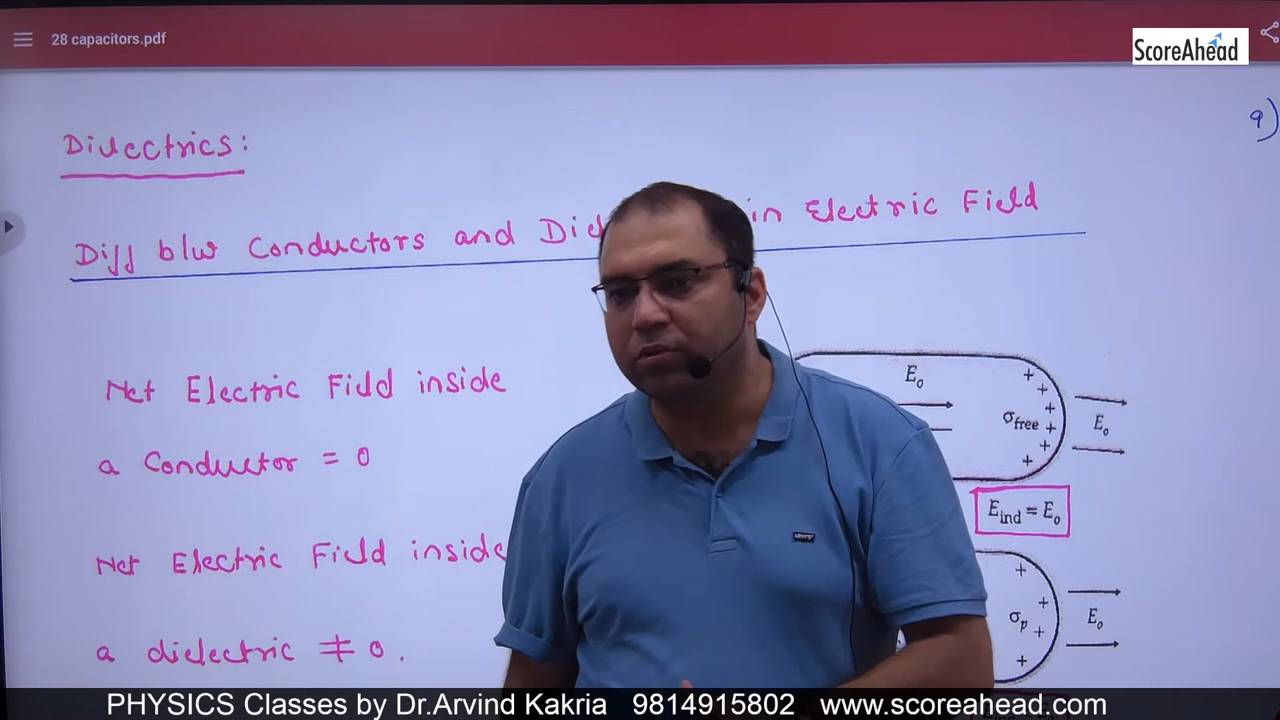 28 capacitors.pdf
ScoreAhead
9)
Dielectrics:
Diff b/w Conductors and in Electric Field
Net Electric Field inside
a Conductor = 0
Net Electric Field inside
a dielectric ≠ 0.
E₀
σfree
E₀
Eind = E₀
σp
E₀
PHYSICS Classes by Dr.Arvind Kakria 9814915802 www.scoreahead.com